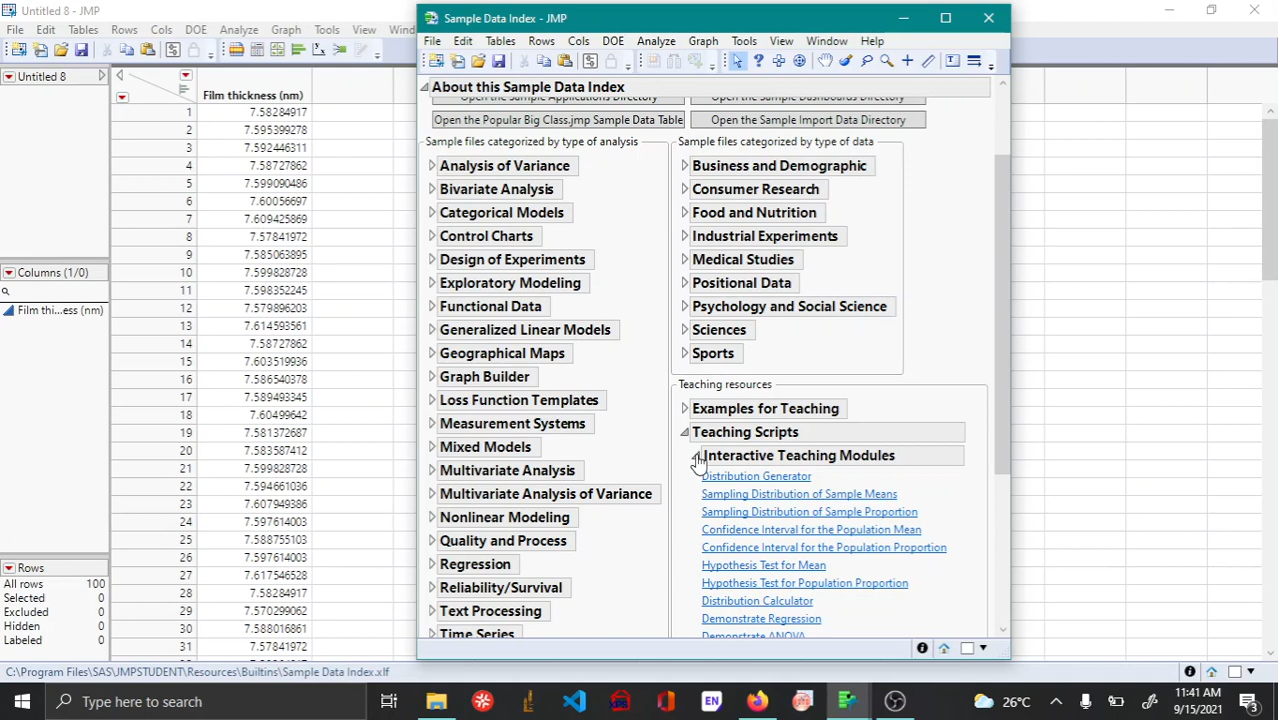 Untitled 8 - JMP
File Edit Tables Rows Cols DOE Analyze Graph Tools View Wind
Untitled 8
Film thickness (nm)
1 7.58284917
2 7.595399278
3 7.592446311
4 7.58727862
5 7.599090486
6 7.60056697
7 7.609425869
8 7.57841972
9 7.585063895
10 7.599828728
11 7.598352245
12 7.579896203
13 7.614593561
14 7.58727862
15 7.603519936
16 7.586540378
17 7.589493345
18 7.60499642
19 7.581372687
20 7.583587412
21 7.599828728
22 7.594661036
23 7.607949386
24 7.597614003
25 7.588755103
26 7.597614003
27 7.617546528
28 7.58284917
29 7.570299062
30 7.588016861
31 7.57841972
Columns (1/0)
Film thi...ess (nm)
Rows
All rows 100
Selected 0
Excluded 0
Hidden 0
Labeled 0
Sample Data Index - JMP
File Edit Tables Rows Cols DOE Analyze Graph Tools View Window Help
About this Sample Data Index
Open the Sample Applications Directory
Open the Sample Dashboards Directory
Open the Popular Big Class.jmp Sample Data Table
Open the Sample Import Data Directory
Sample files categorized by type of analysis
Analysis of Variance
Bivariate Analysis
Categorical Models
Control Charts
Design of Experiments
Exploratory Modeling
Functional Data
Generalized Linear Models
Geographical Maps
Graph Builder
Loss Function Templates
Measurement Systems
Mixed Models
Multivariate Analysis
Multivariate Analysis of Variance
Nonlinear Modeling
Quality and Process
Regression
Reliability/Survival
Text Processing
Time Series
Sample files categorized by type of data
Business and Demographic
Consumer Research
Food and Nutrition
Industrial Experiments
Medical Studies
Positional Data
Psychology and Social Science
Sciences
Sports
Teaching resources
Examples for Teaching
Teaching Scripts
Interactive Teaching Modules
Distribution Generator
Sampling Distribution of Sample Means
Sampling Distribution of Sample Proportion
Confidence Interval for the Population Mean
Confidence Interval for the Population Proportion
Hypothesis Test for Mean
Hypothesis Test for Population Proportion
Distribution Calculator
Demonstrate Regression
Demonstrate ANOVA
C:\Program Files\SAS\JMPSTUDENT\Resources\Builtins\Sample Data Index.xlf
Type here to search
EN
26°C
11:41 AM
9/15/2021
3